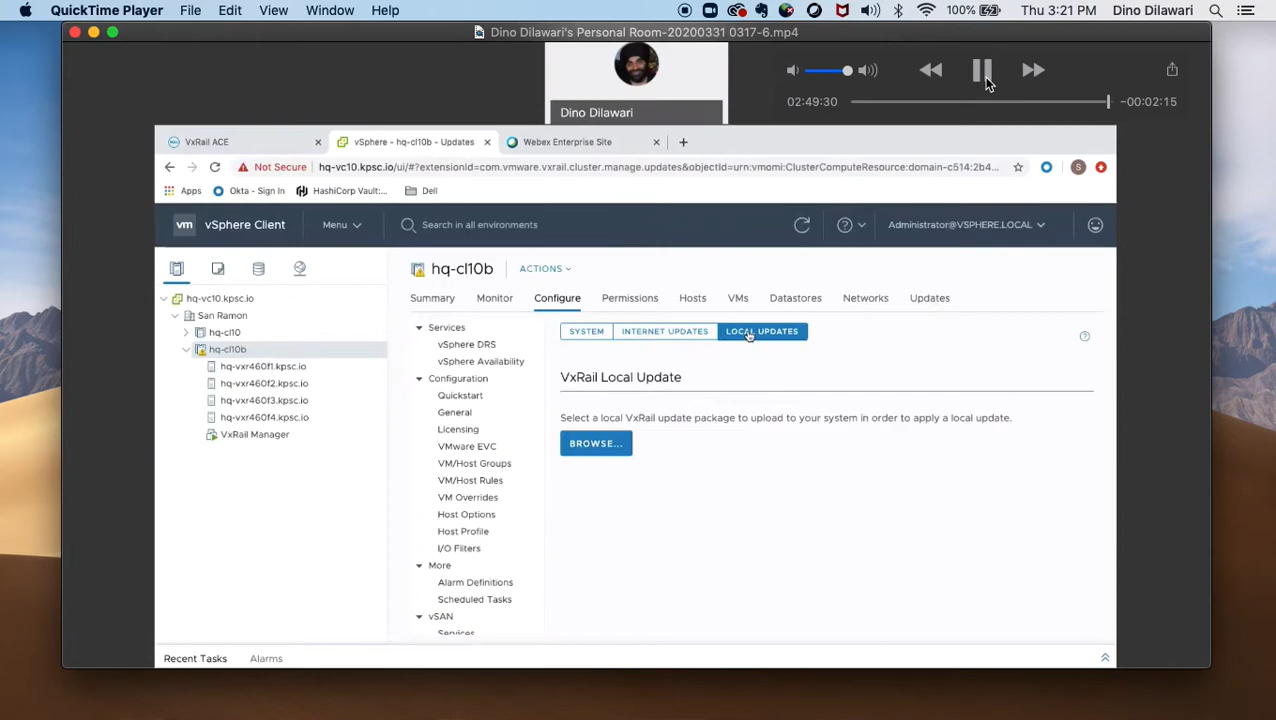 QuickTime Player File Edit View Window Help 100% Thu 3:21 PM Dino Dilawari
Dino Dilawari's Personal Room-20200331 0317-6.mp4
Dino Dilawari
02:49:30 -00:02:15
VxRail ACE vSphere - hq-cl10b - Updates Webex Enterprise Site
Not Secure hq-vc10.kpsc.io/ui/#?extensionId=com.vmware.vxrail.cluster.manage.updates&objectId=urn:vmomi:ClusterComputeResource:domain-c514:2b4... S
Apps Okta - Sign In HashiCorp Vault:... Dell
vm vSphere Client Menu Search in all environments Administrator@VSPHERE.LOCAL
hq-cl10b ACTIONS
Summary Monitor Configure Permissions Hosts VMs Datastores Networks Updates
hq-vc10.kpsc.io
San Ramon
hq-cl10
hq-cl10b
hq-vxr460f1.kpsc.io
hq-vxr460f2.kpsc.io
hq-vxr460f3.kpsc.io
hq-vxr460f4.kpsc.io
VxRail Manager
Services
vSphere DRS
vSphere Availability
Configuration
Quickstart
General
Licensing
VMware EVC
VM/Host Groups
VM/Host Rules
VM Overrides
Host Options
Host Profile
I/O Filters
More
Alarm Definitions
Scheduled Tasks
vSAN
Services
SYSTEM INTERNET UPDATES LOCAL UPDATES
VxRail Local Update
Select a local VxRail update package to upload to your system in order to apply a local update.
BROWSE...
Recent Tasks Alarms